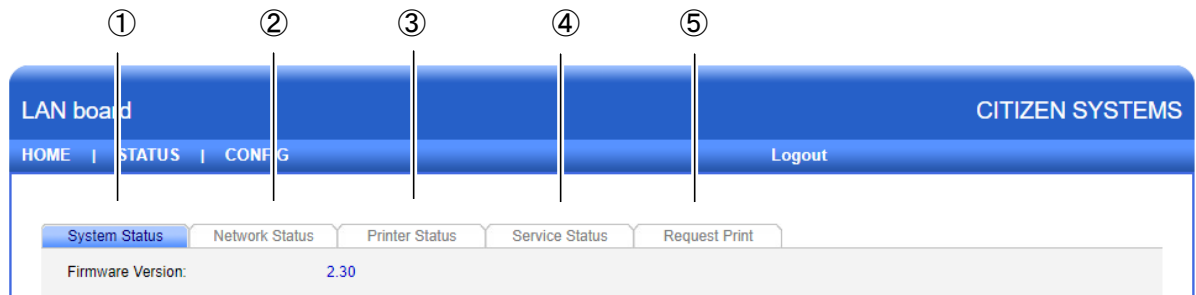 ① ② ③ ④ ⑤
LAN board CITIZEN SYSTEMS
HOME | STATUS | CONFIG Logout
System Status Network Status Printer Status Service Status Request Print
Firmware Version: 2.30